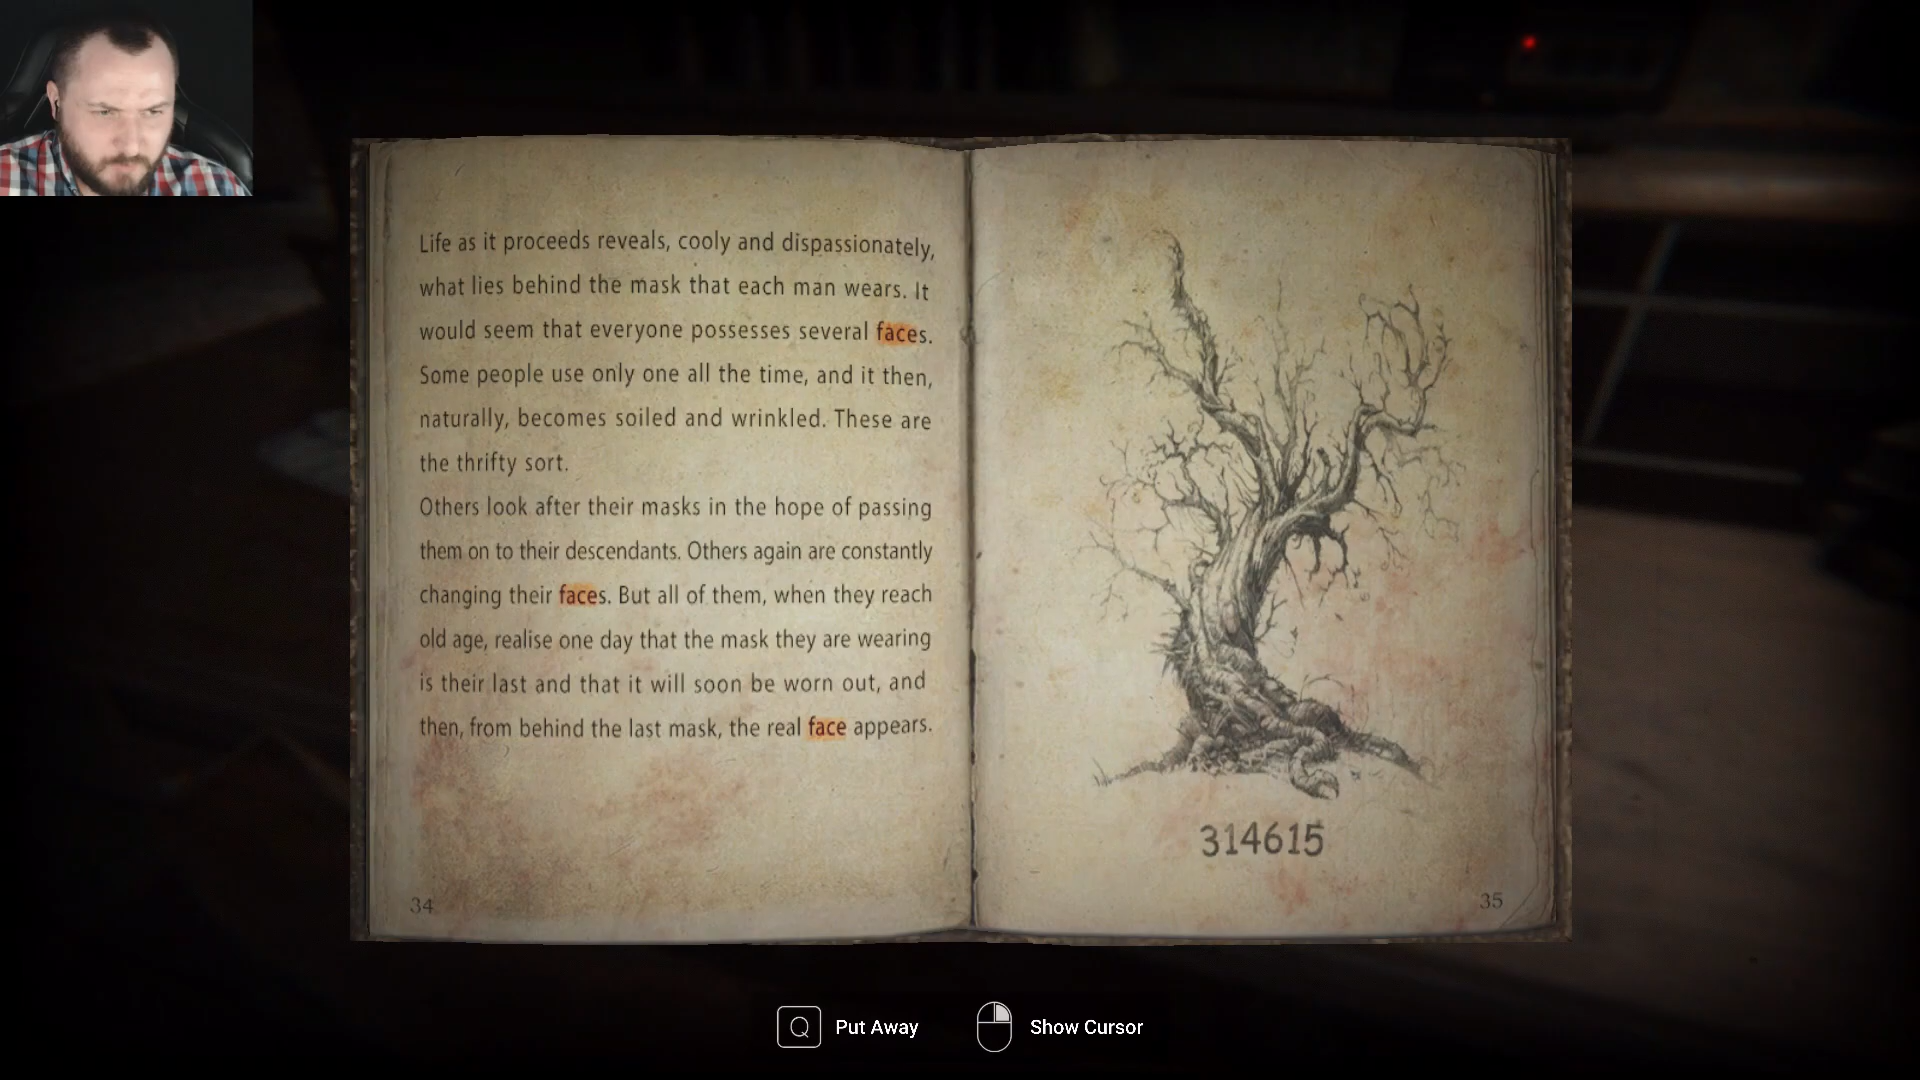 Life as it proceeds reveals, cooly and dispassionately,
what lies behind the mask that each man wears. It
would seem that everyone possesses several faces.
Some people use only one all the time, and it then,
naturally, becomes soiled and wrinkled. These are
the thrifty sort.
Others look after their masks in the hope of passing
them on to their descendants. Others again are constantly
changing their faces. But all of them, when they reach
old age, realise one day that the mask they are wearing
is their last and that it will soon be worn out, and
then, from behind the last mask, the real face appears.
34
314615
35
Q Put Away
Show Cursor